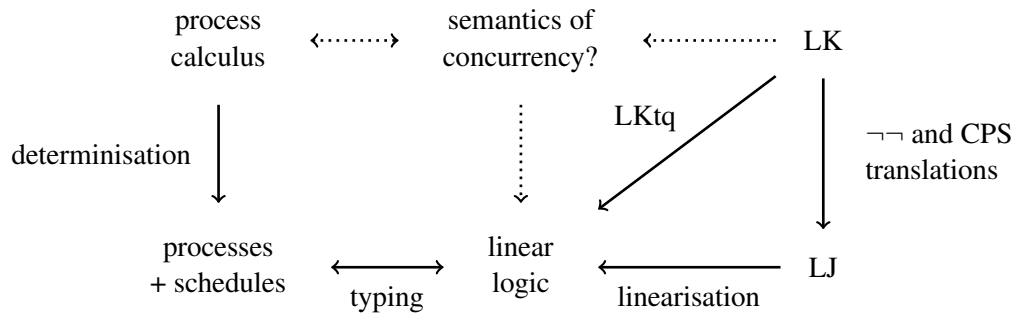 process
calculus
semantics of
concurrency?
LK
LKtq
¬¬ and CPS
translations
determinisation
processes
+ schedules
typing
linear
logic
linearisation
LJ